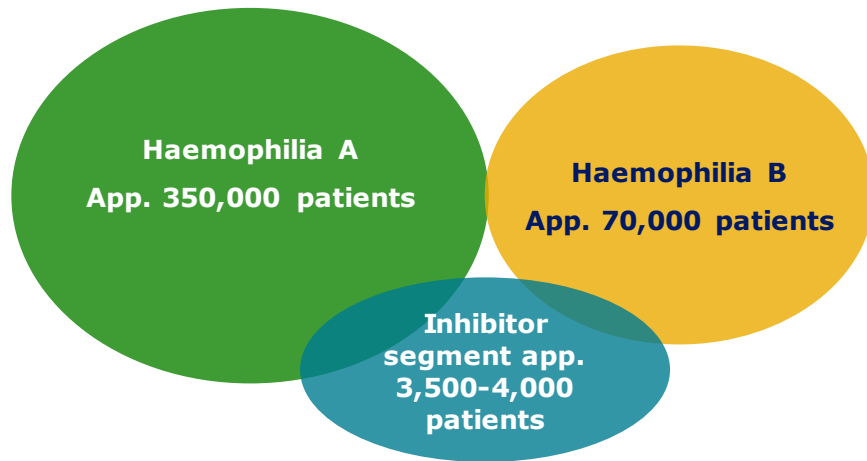 Haemophilia A
App. 350,000 patients
Haemophilia B
App. 70,000 patients
Inhibitor
segment app.
3,500-4,000
patients